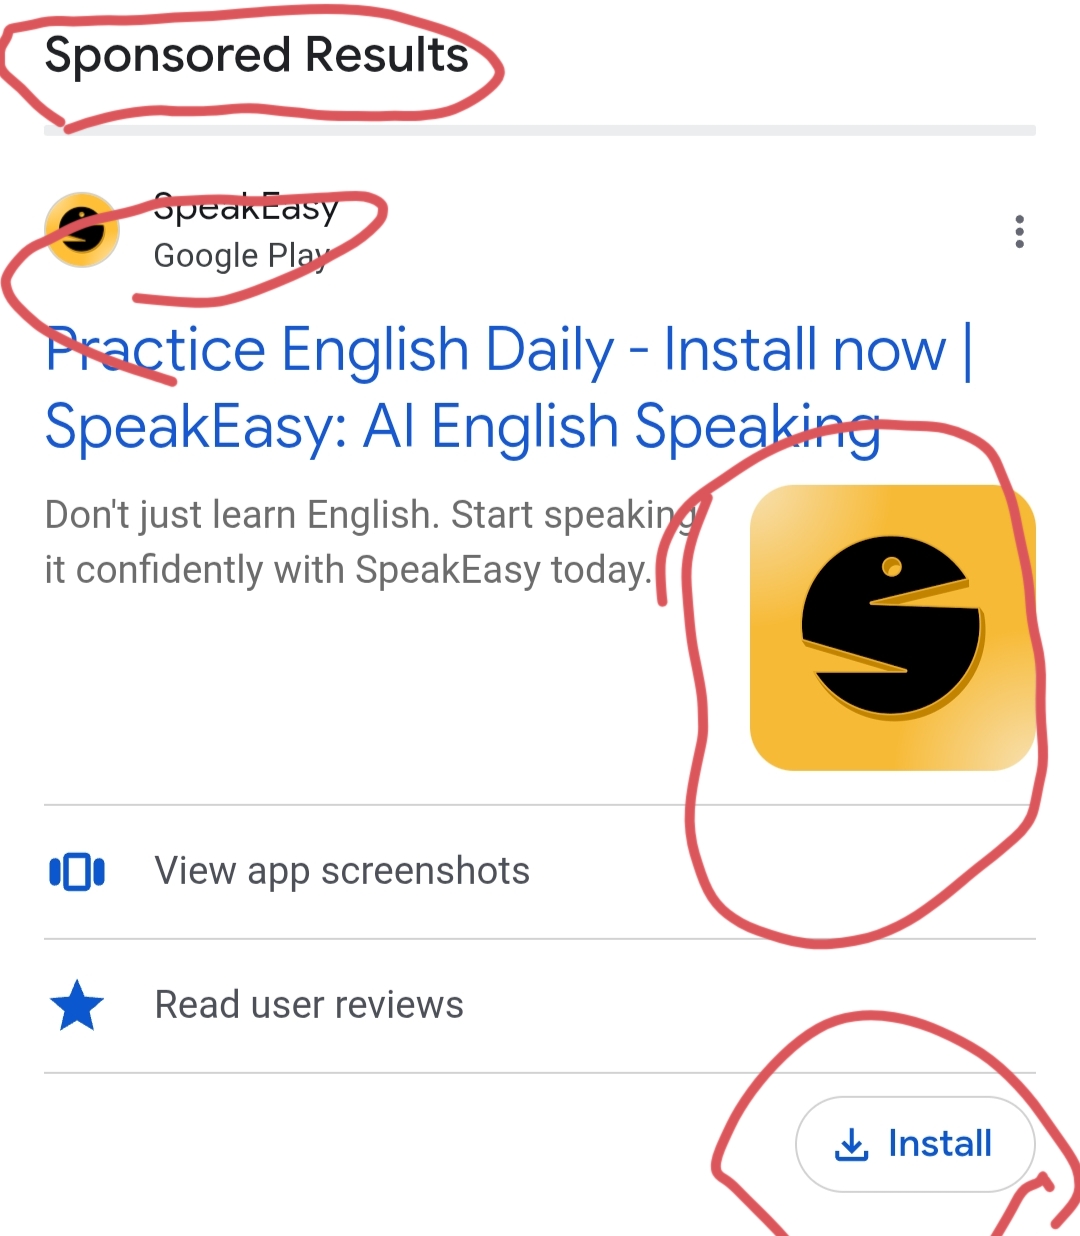 Sponsored Results
SpeakEasy
Google Play
Practice English Daily - Install now |
SpeakEasy: AI English Speaking
Don't just learn English. Start speaking
it confidently with SpeakEasy today.
View app screenshots
Read user reviews
Install